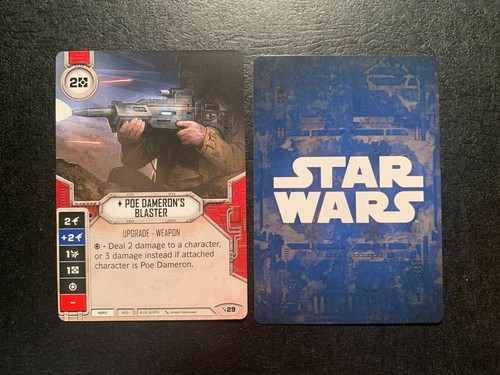 2
POE DAMERON'S
BLASTER
UPGRADE - WEAPON
- Deal 2 damage to a character,
or 3 damage instead if attached
character is Poe Dameron.
2
+2
1
1
-
HERO
29
STAR
WARS